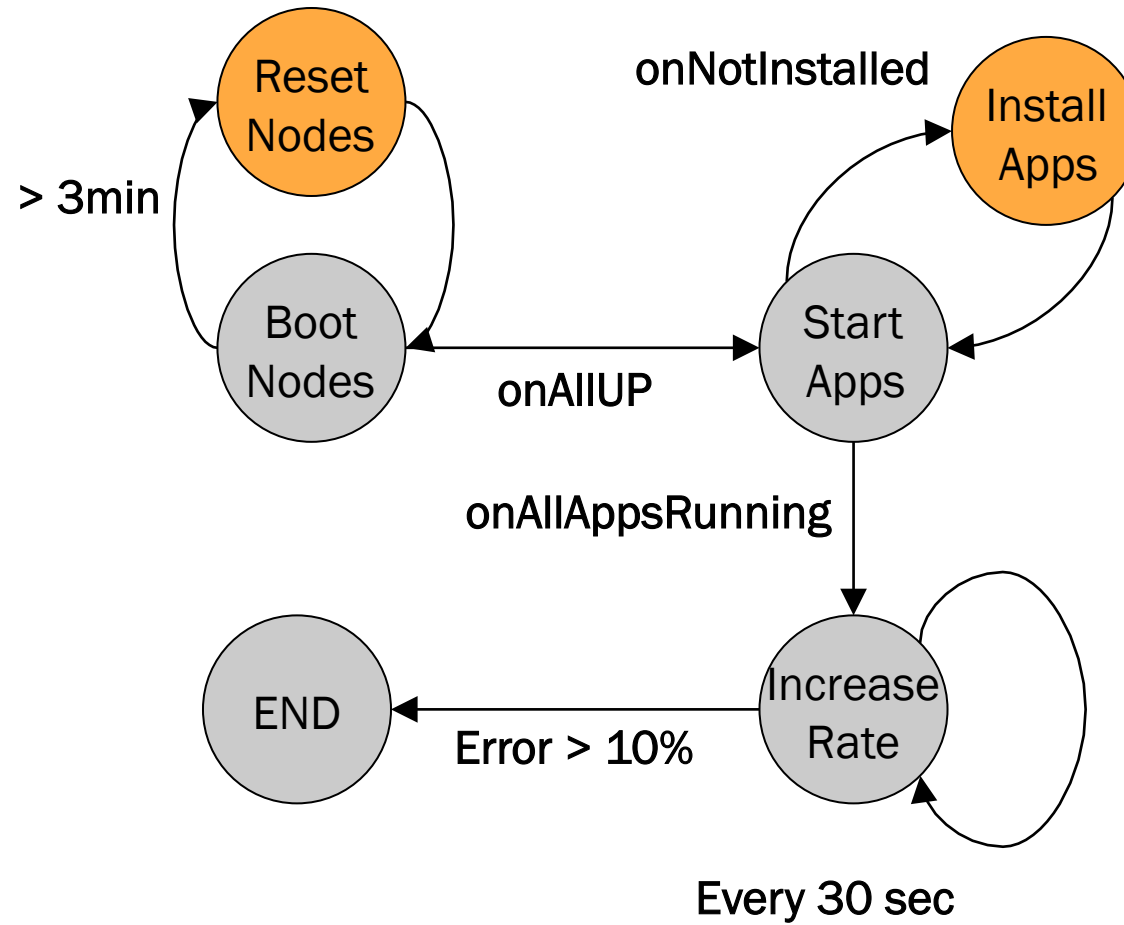 Reset
Nodes
onNotInstalled
Install
Apps
> 3min
Boot
Nodes
Start
Apps
onAllUP
onAllAppsRunning
END
Increase
Rate
Error > 10%
Every 30 sec